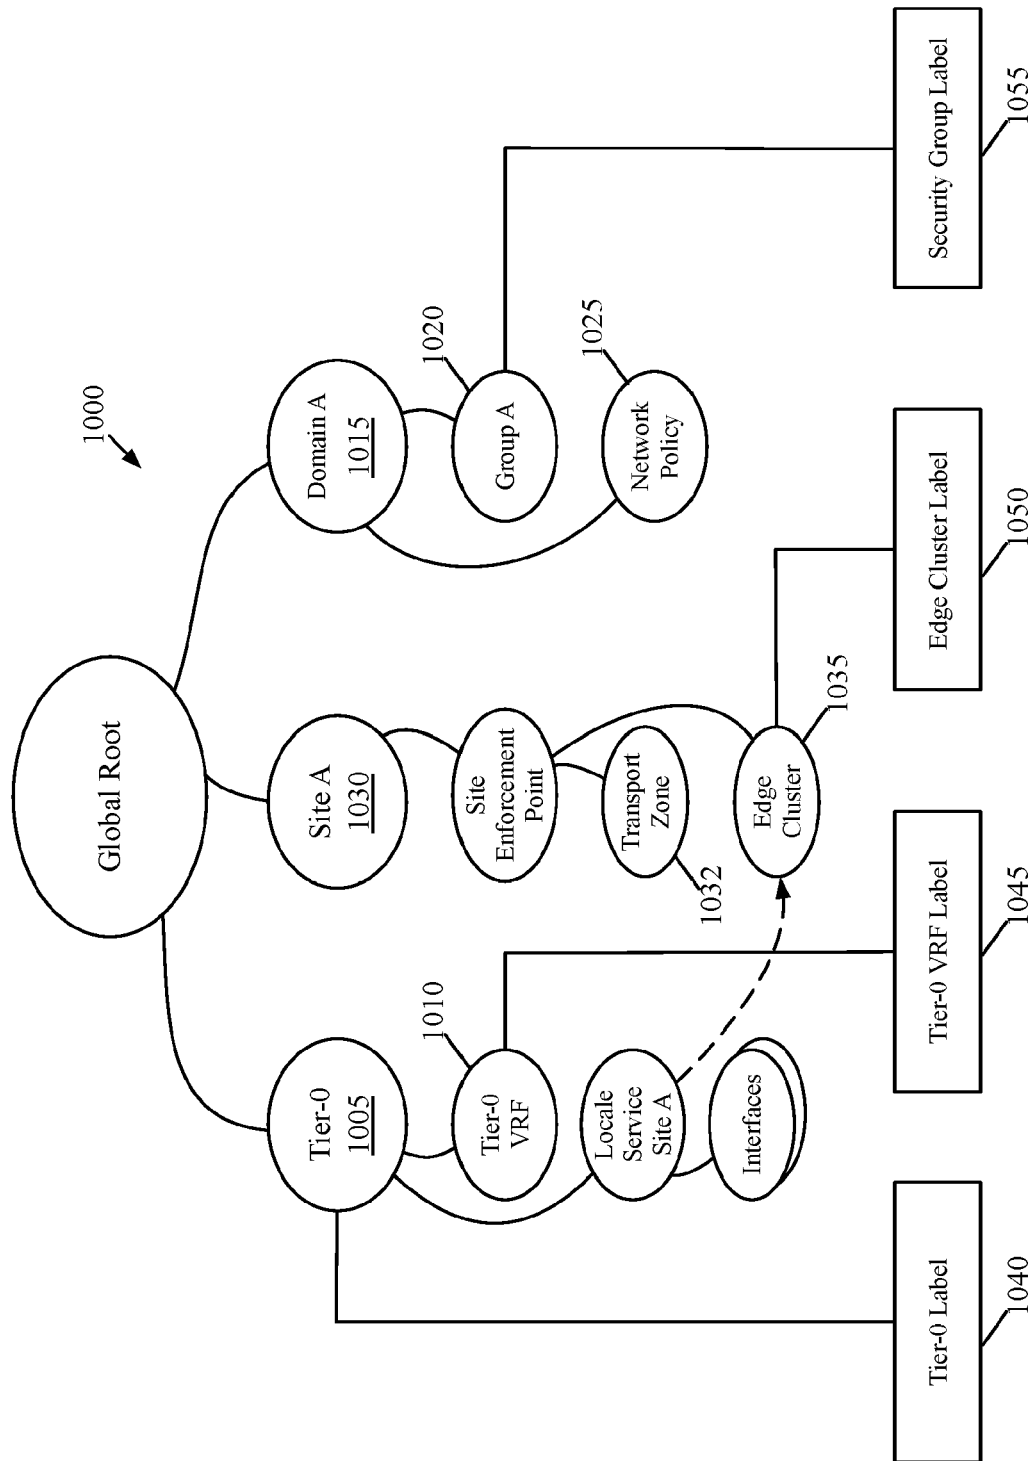 1000
Global Root
Tier-0
1005
Site A
1030
Domain A
1015
1010
1020
Tier-0
VRF
Site
Enforcement
Point
Group A
1025
Locale
Service
Site A
Transport
Zone
Network
Policy
1032
Interfaces
Edge
Cluster
1035
Tier-0 Label
Tier-0 VRF Label
Edge Cluster Label
Security Group Label
1040
1045
1050
1055